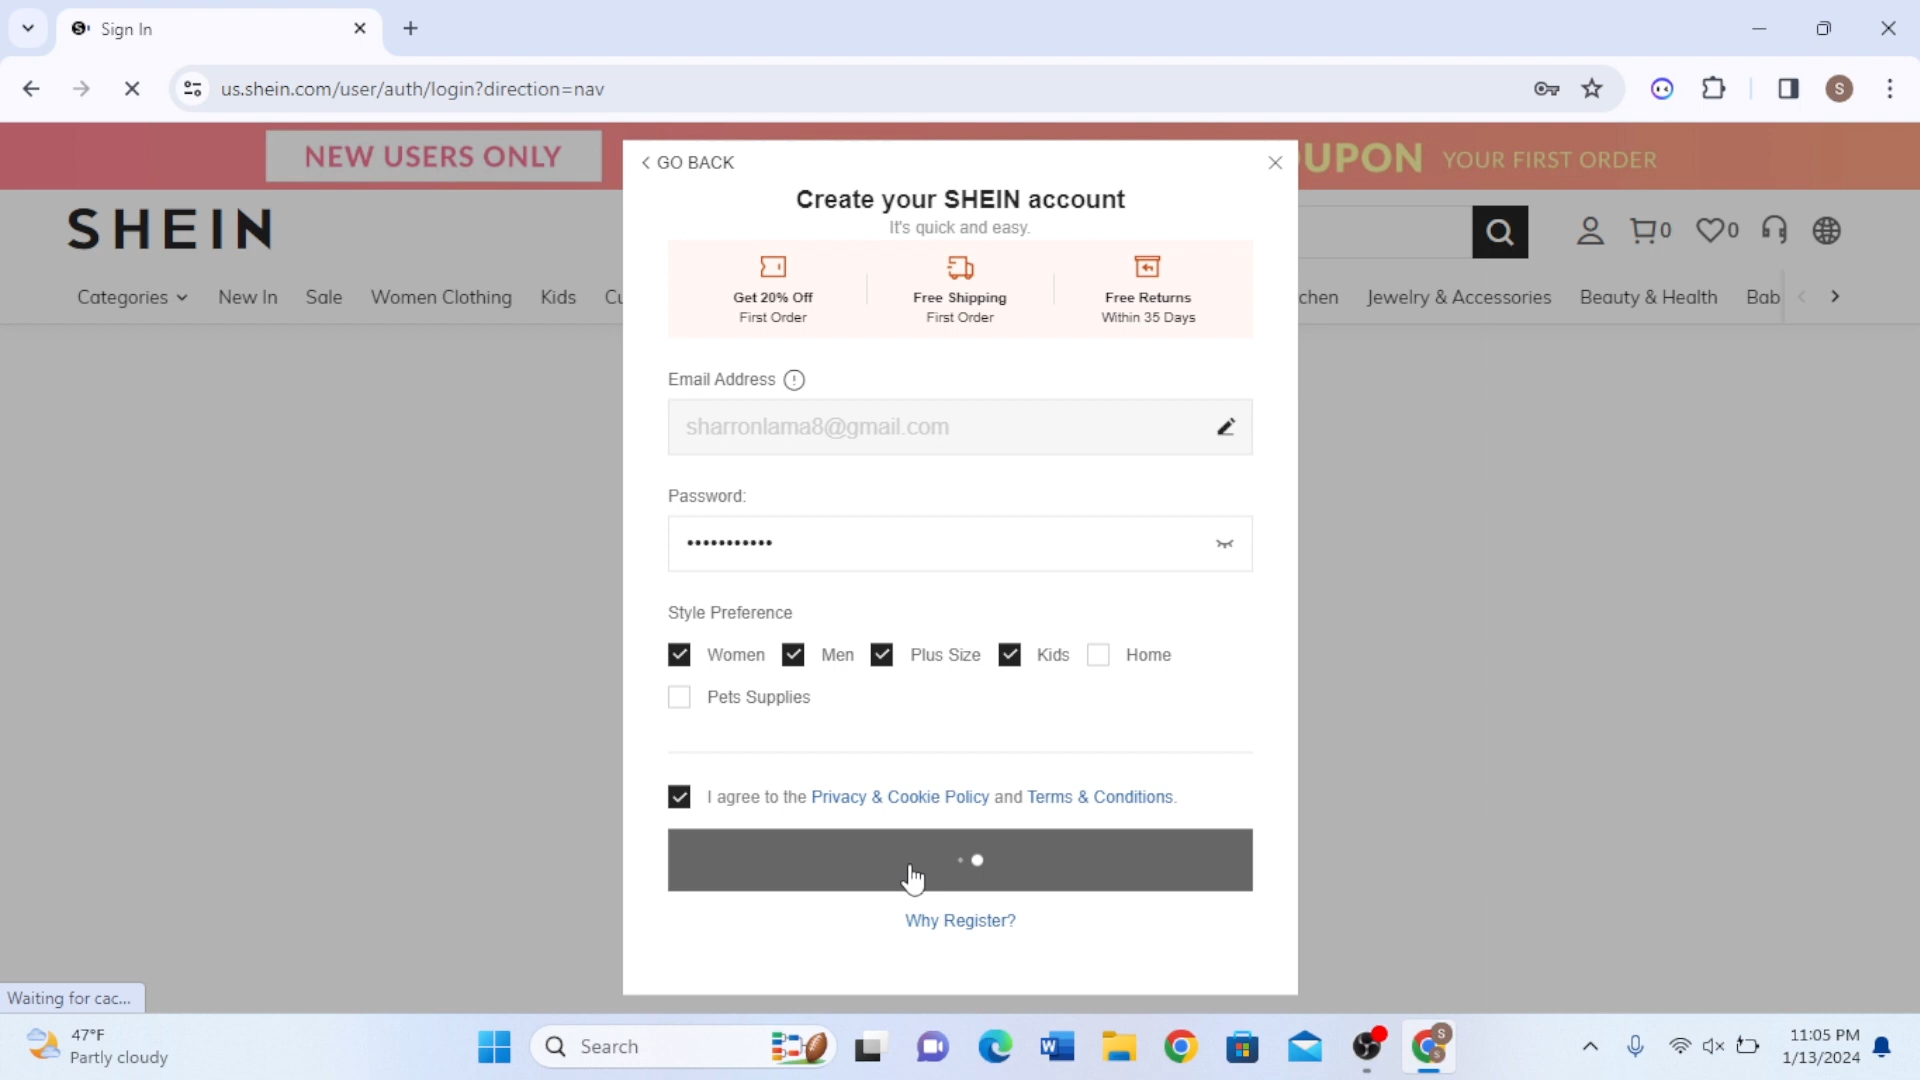 Sign In
us.shein.com/user/auth/login?direction=nav
S
NEW USERS ONLY
UPON YOUR FIRST ORDER
< GO BACK
Create your SHEIN account
It's quick and easy.
SHEIN
0
0
Get 20% Off
First Order
Free Shipping
First Order
Free Returns
Within 35 Days
Categories New In Sale Women Clothing Kids Cu
chen Jewelry & Accessories Beauty & Health Bab
Email Address
sharronlama8@gmail.com
Password:
•••••••••••
Style Preference
Women Men Plus Size Kids Home
Pets Supplies
I agree to the Privacy & Cookie Policy and Terms & Conditions.
Why Register?
Waiting for cac...
47°F
Partly cloudy
Search
11:05 PM
1/13/2024